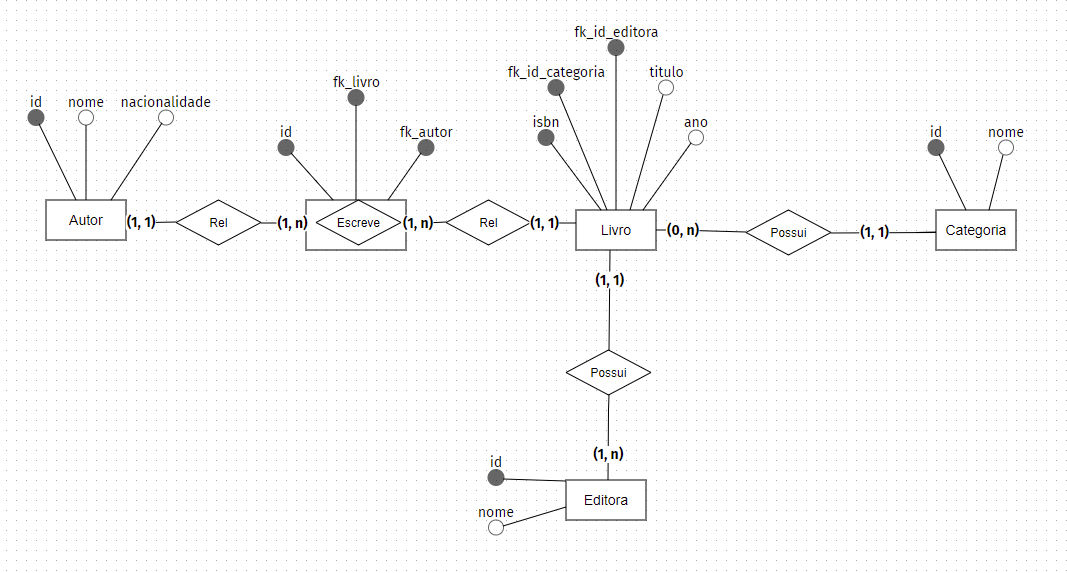 fk_id_editora
fk_id_categoria
titulo
fk_livro
id
nome
nacionalidade
isbn
ano
id
fk_autor
id
nome
Autor
(1, 1)
Rel
(1, n)
Escreve
(1, n)
Rel
(1, 1)
Livro
(0, n)
Possui
(1, 1)
Categoria
(1, 1)
Possui
(1, n)
id
Editora
nome